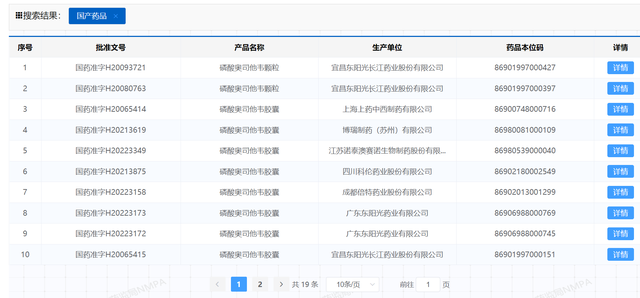 搜索结果： 国产药品
序号 批准文号 产品名称 生产单位 药品本位码 详情
1 国药准字H20093721 磷酸奥司他韦颗粒 宜昌东阳光长江药业股份有限公司 86901997000427 详情
2 国药准字H20080763 磷酸奥司他韦颗粒 宜昌东阳光长江药业股份有限公司 86901997000397 详情
3 国药准字H20065414 磷酸奥司他韦胶囊 上海上药中西制药有限公司 86900748000716 详情
4 国药准字H20213619 磷酸奥司他韦胶囊 博瑞制药（苏州）有限公司 86980081000109 详情
5 国药准字H20223349 磷酸奥司他韦胶囊 江苏诺泰澳赛诺生物制药股份有限... 86980539000040 详情
6 国药准字H20213875 磷酸奥司他韦胶囊 四川科伦药业股份有限公司 86902180002549 详情
7 国药准字H20223158 磷酸奥司他韦胶囊 成都倍特药业股份有限公司 86902013001299 详情
8 国药准字H20223173 磷酸奥司他韦胶囊 广东东阳光药业有限公司 86906988000769 详情
9 国药准字H20223172 磷酸奥司他韦胶囊 广东东阳光药业有限公司 86906988000745 详情
10 国药准字H20065415 磷酸奥司他韦胶囊 宜昌东阳光长江药业股份有限公司 86901997000151 详情
< 1 2 > 共 19 条 10条/页 前往 1 页